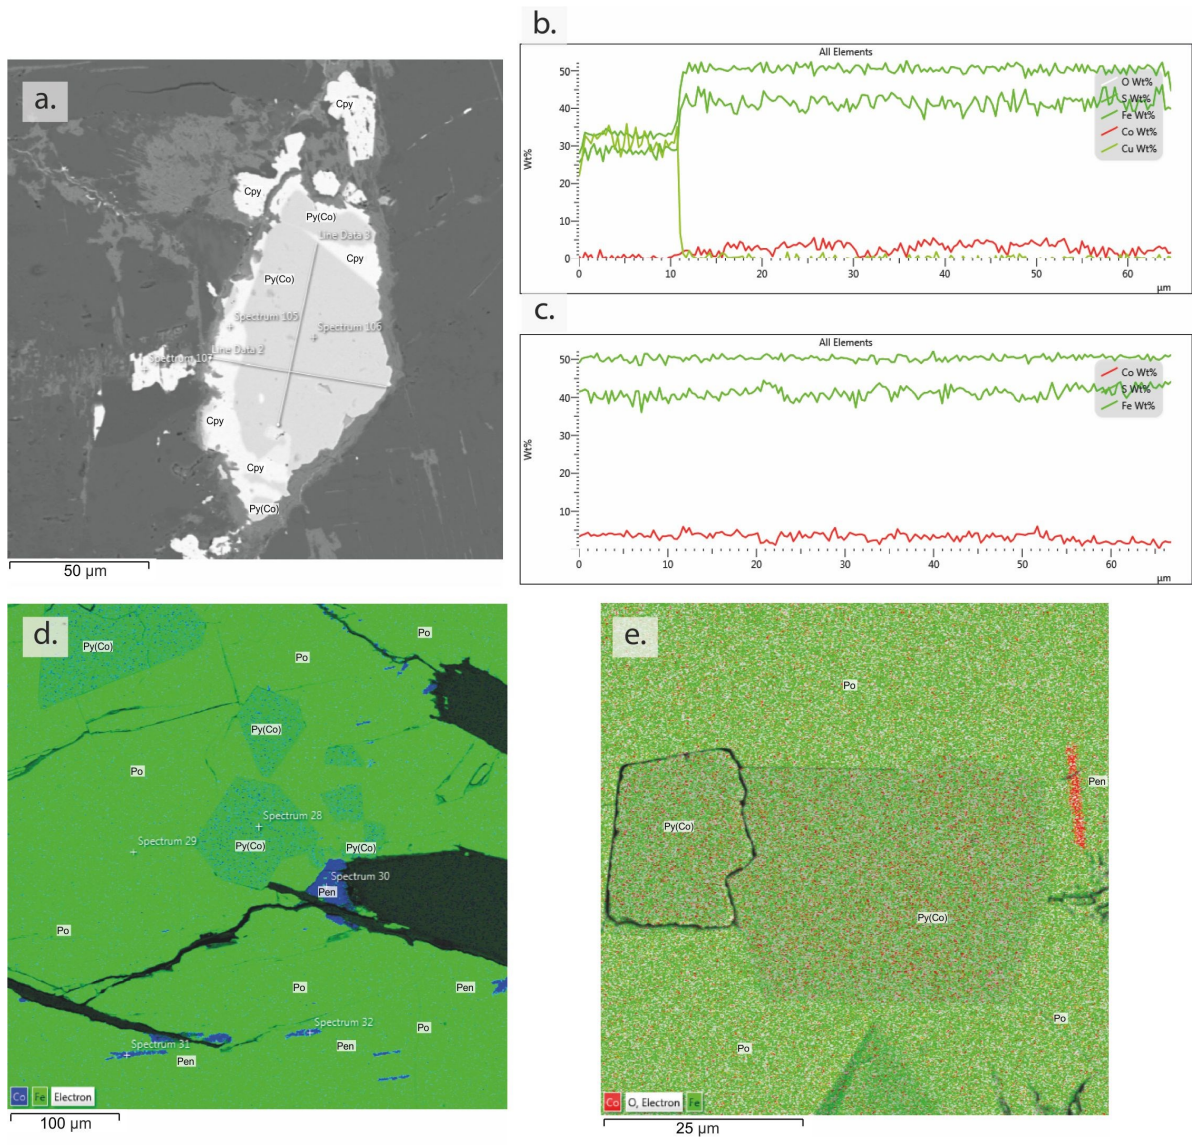 a.
Cpy
Cpy
Py(Co)
Line Data 3
Cpy
Py(Co)
Spectrum 105
Spectrum 106
Spectrum 107
Line Data 2
Cpy
Cpy
Py(Co)
50 µm
b.
All Elements
Wt%
50
40
30
20
10
0
O Wt%
S Wt%
Fe Wt%
Co Wt%
Cu Wt%
0 10 20 30 40 50 60
µm
c.
All Elements
Wt%
50
40
30
20
10
Co Wt%
S Wt%
Fe Wt%
0 10 20 30 40 50 60
µm
d.
Py(Co)
Po
Po
Py(Co)
Po
Spectrum 28
Spectrum 29
Py(Co)
Py(Co)
Spectrum 30
Pen
Po
Po
Pen
Spectrum 32
Po
Spectrum 31
Pen
Pen
Co Fe Electron
100 µm
e.
Po
Pen
Py(Co)
Py(Co)
Po
Po
Co O, Electron Fe
25 µm